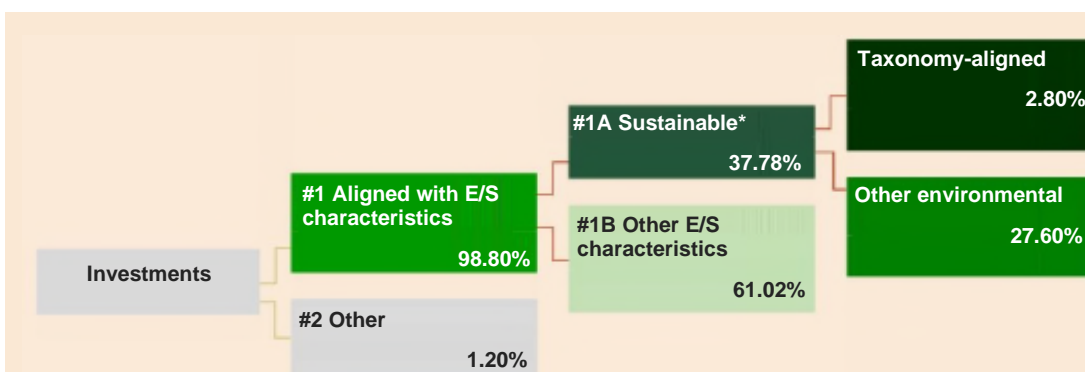 Investments
#1 Aligned with E/S
characteristics
98.80%
#2 Other
1.20%
#1A Sustainable*
37.78%
#1B Other E/S
characteristics
61.02%
Taxonomy-aligned
2.80%
Other environmental
27.60%